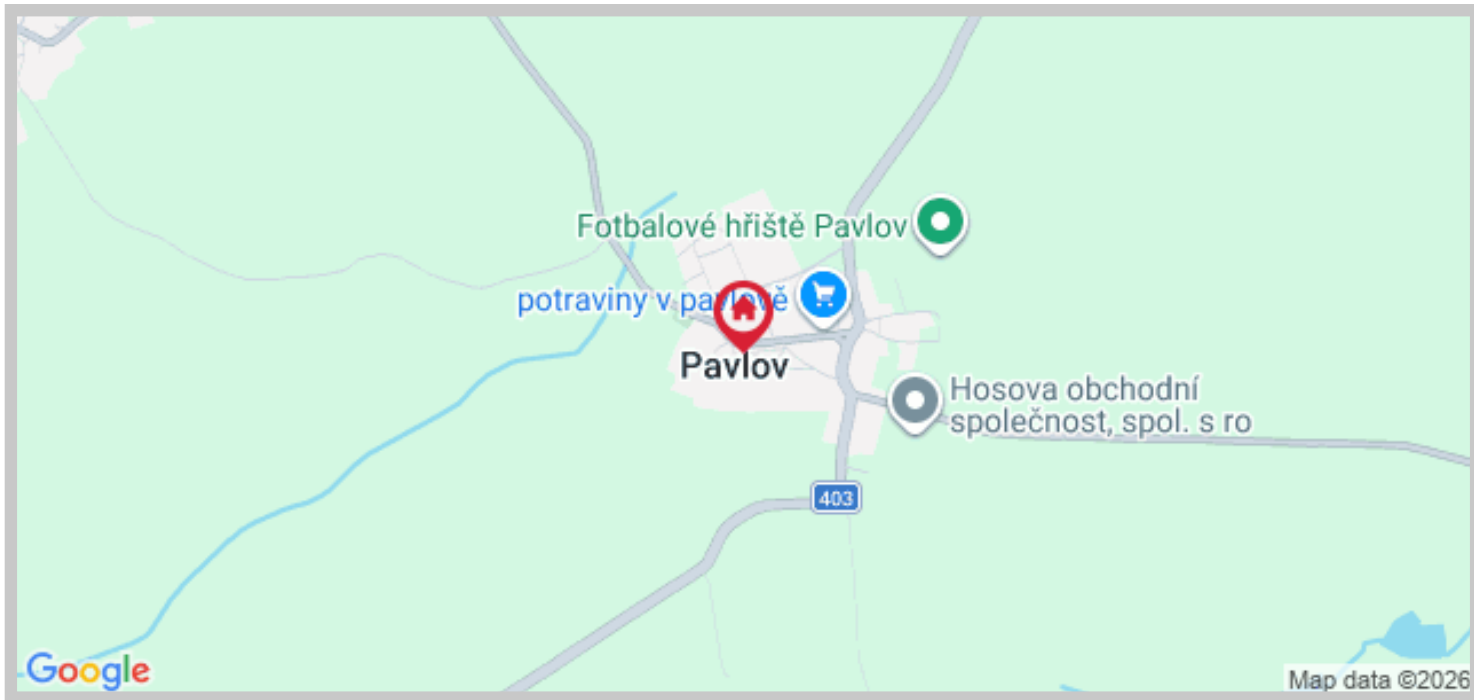 Fotbalové hřiště Pavlov
potraviny v pavlově
Pavlov
Hosova obchodní
společnost, spol. s ro
403
Google
Map data ©2026